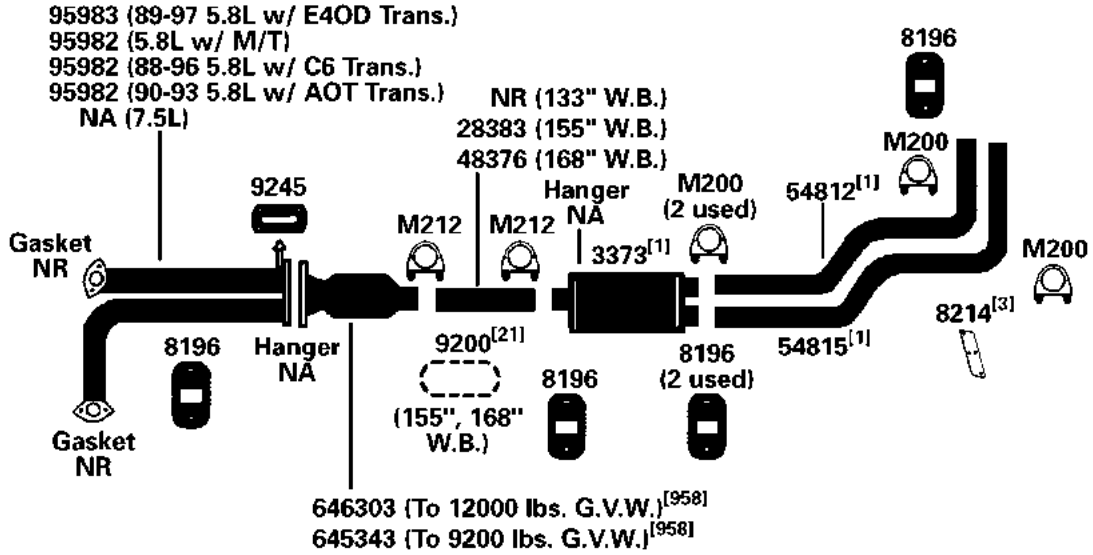 95983 (89-97 5.8L w/ E4OD Trans.)
95982 (5.8L w/ M/T)
95982 (88-96 5.8L w/ C6 Trans.)
95982 (90-93 5.8L w/ AOT Trans.)
NA (7.5L)
8196
NR (133" W.B.)
28383 (155" W.B.)
48376 (168" W.B.)
M200
9245
Hanger
NA
M200
(2 used)
54812[1]
M212
M212
Gasket
NR
3373[1]
M200
8214[3]
8196
Hanger
NA
9200[21]
(155", 168"
W.B.)
8196
8196
(2 used)
54815[1]
Gasket
NR
646303 (To 12000 lbs. G.V.W.)[958]
645343 (To 9200 lbs. G.V.W.)[958]